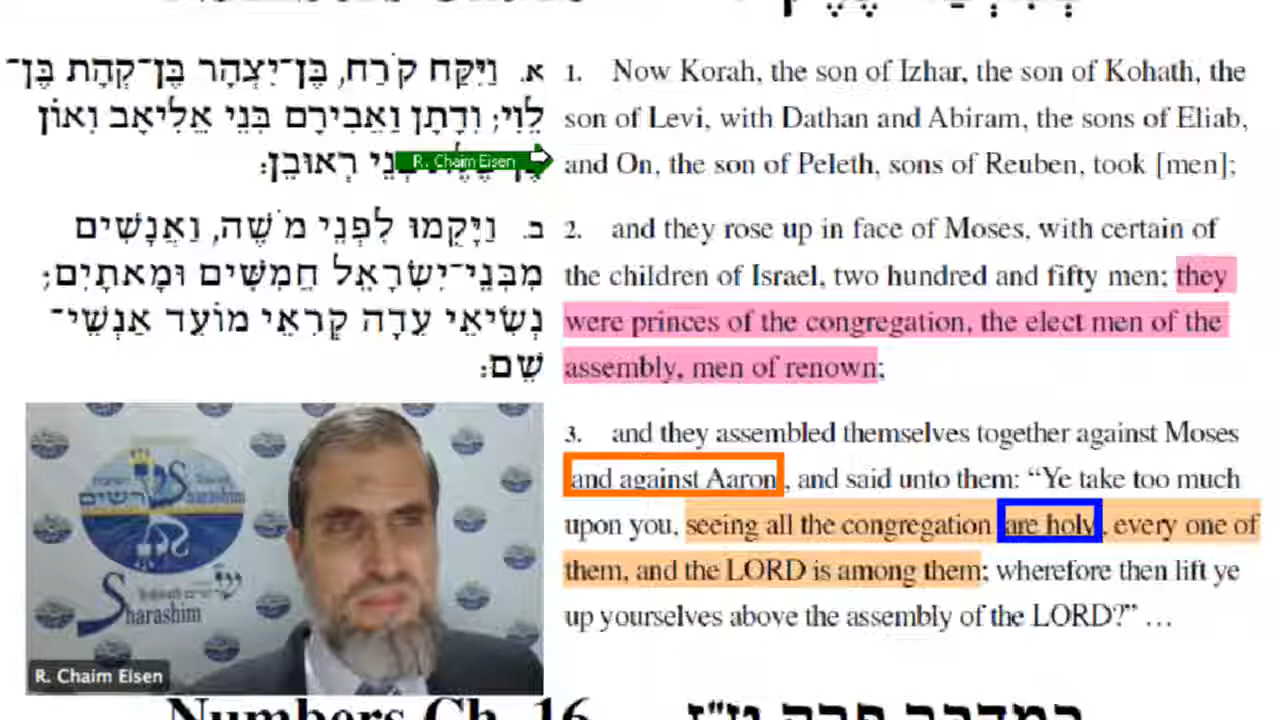 א. וַיִּקַּח קֹרַח, בֶּן־יִצְהָר בֶּן־קְהָת בֶּן־
לֵוִי; וְדָתָן וַאֲבִירָם בְּנֵי אֱלִיאָב וְאוֹן
רְאוּבֵן:
R. Chaim Eisen
ב. וַיָּקֻמוּ לִפְנֵי מֹשֶׁה, וַאֲנָשִׁים
מִבְּנֵי־יִשְׂרָאֵל חֲמִשִּׁים וּמָאתָיִם;
נְשִׂיאֵי עֵדָה קְרִאֵי מוֹעֵד אַנְשֵׁי־
שֵׁם:
1. Now Korah, the son of Izhar, the son of Kohath, the
son of Levi, with Dathan and Abiram, the sons of Eliab,
and On, the son of Peleth, sons of Reuben, took [men];
2. and they rose up in face of Moses, with certain of
the children of Israel, two hundred and fifty men; they
were princes of the congregation, the elect men of the
assembly, men of renown;
3. and they assembled themselves together against Moses
and against Aaron, and said unto them: “Ye take too much
upon you, seeing all the congregation are holy, every one of
them, and the LORD is among them; wherefore then lift ye
up yourselves above the assembly of the LORD?” …
שרשים
Sharashim
Sharashim
R. Chaim Eisen
Numbers Ch. 16
במדבר פרק ט"ז